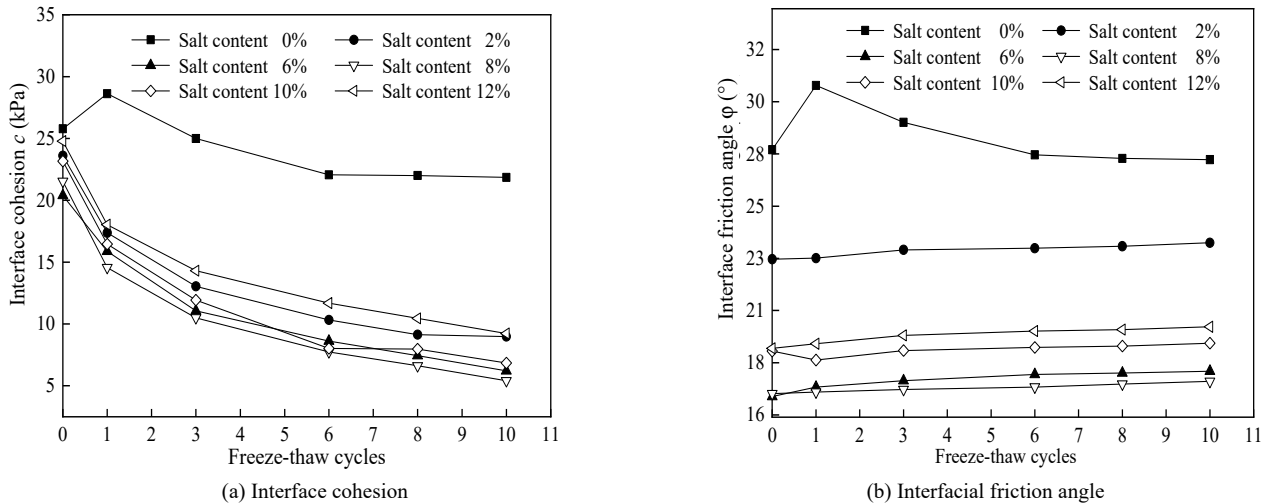 35
30
25
20
15
10
5
Interface cohesion c (kPa)
Salt content 0%
Salt content 2%
Salt content 6%
Salt content 8%
Salt content 10%
Salt content 12%
0 1 2 3 4 5 6 7 8 9 10 11
Freeze-thaw cycles
(a) Interface cohesion
32
30
28
25
23
21
18
16
Interface friction angle φ (°)
Salt content 0%
Salt content 2%
Salt content 6%
Salt content 8%
Salt content 10%
Salt content 12%
0 1 2 3 4 5 6 7 8 9 10 11
Freeze-thaw cycles
(b) Interfacial friction angle